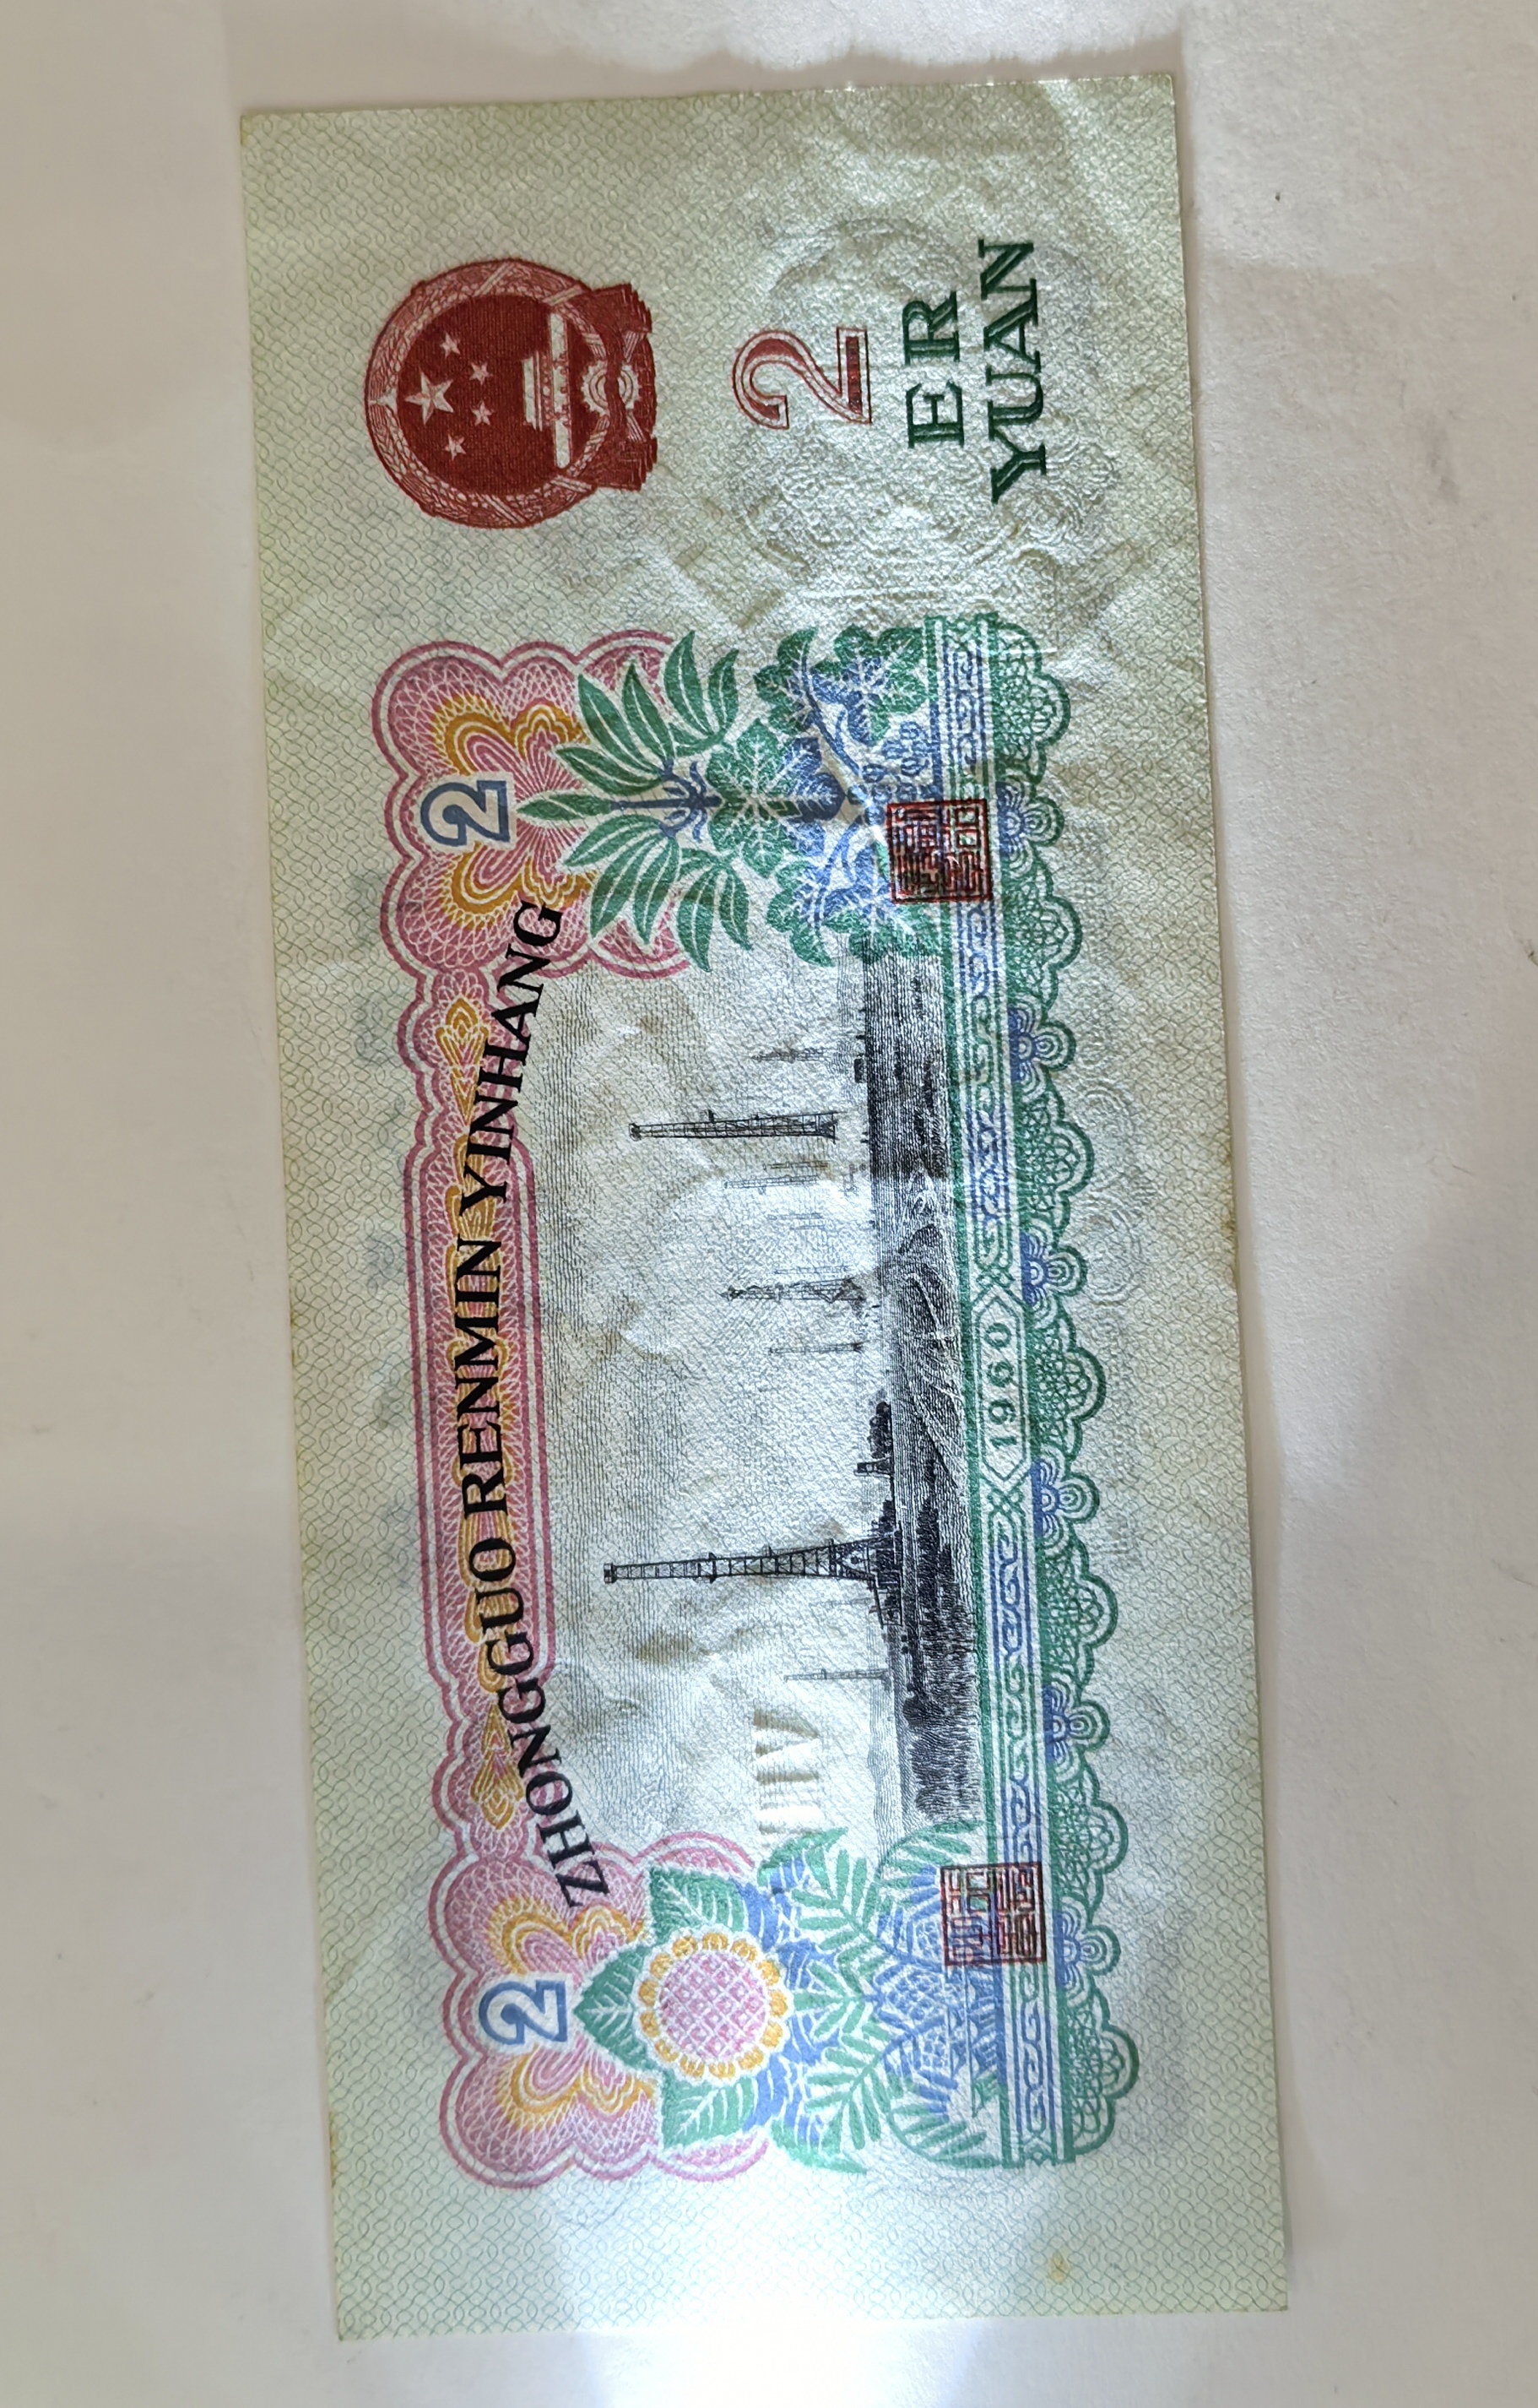 ZHONGGUO RENMIN YINHANG
2
2
2
ER
YUAN
1960